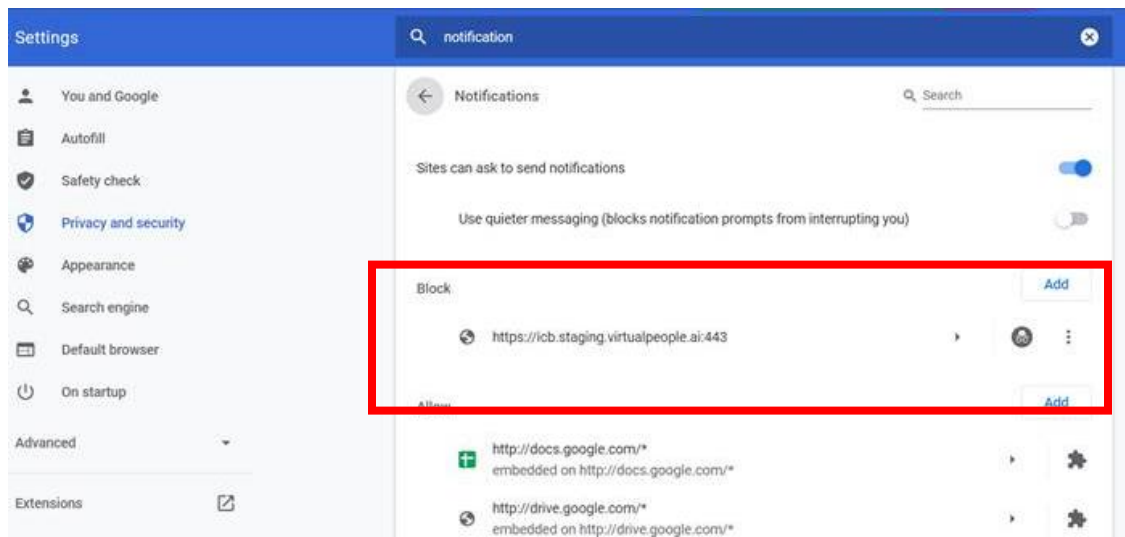 Settings
notification
You and Google
Autofill
Safety check
Privacy and security
Appearance
Search engine
Default browser
On startup
Advanced
Extensions
Notifications
Search
Sites can ask to send notifications
Use quieter messaging (blocks notification prompts from interrupting you)
Block
Add
https://icb.staging.virtualpeople.ai:443
Allow
Add
http://docs.google.com/*
embedded on http://docs.google.com/*
http://drive.google.com/*
embedded on http://drive.google.com/*